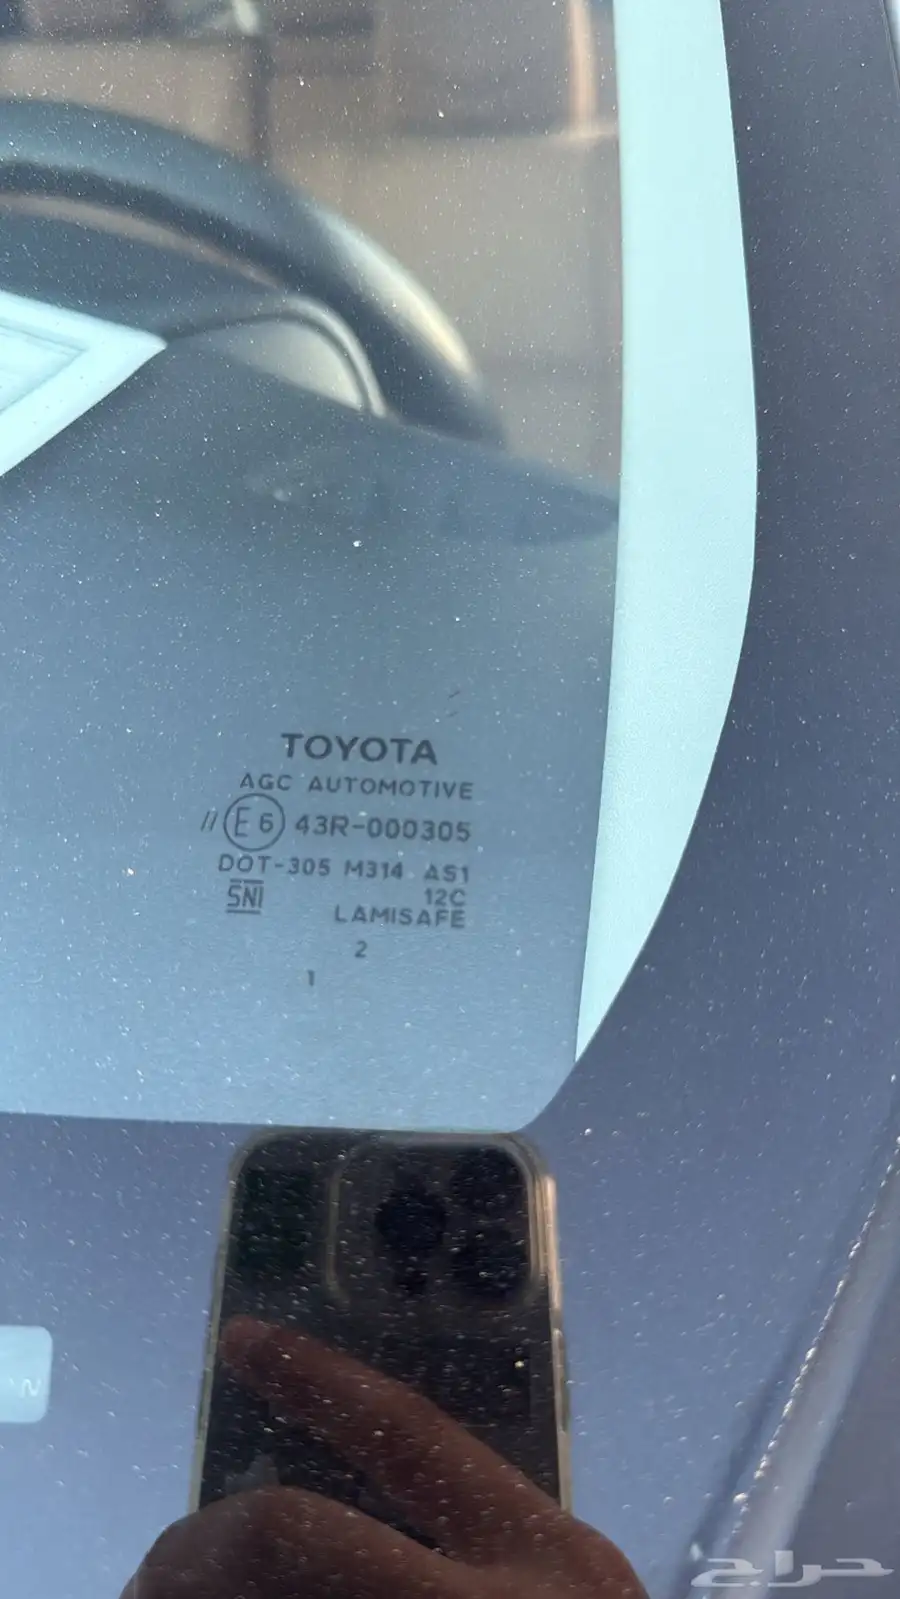 TOYOTA
AGC AUTOMOTIVE
// E6 43R-000305
DOT-305 M314 AS1
SNI 12C
LAMISAFE
2
1
حراج